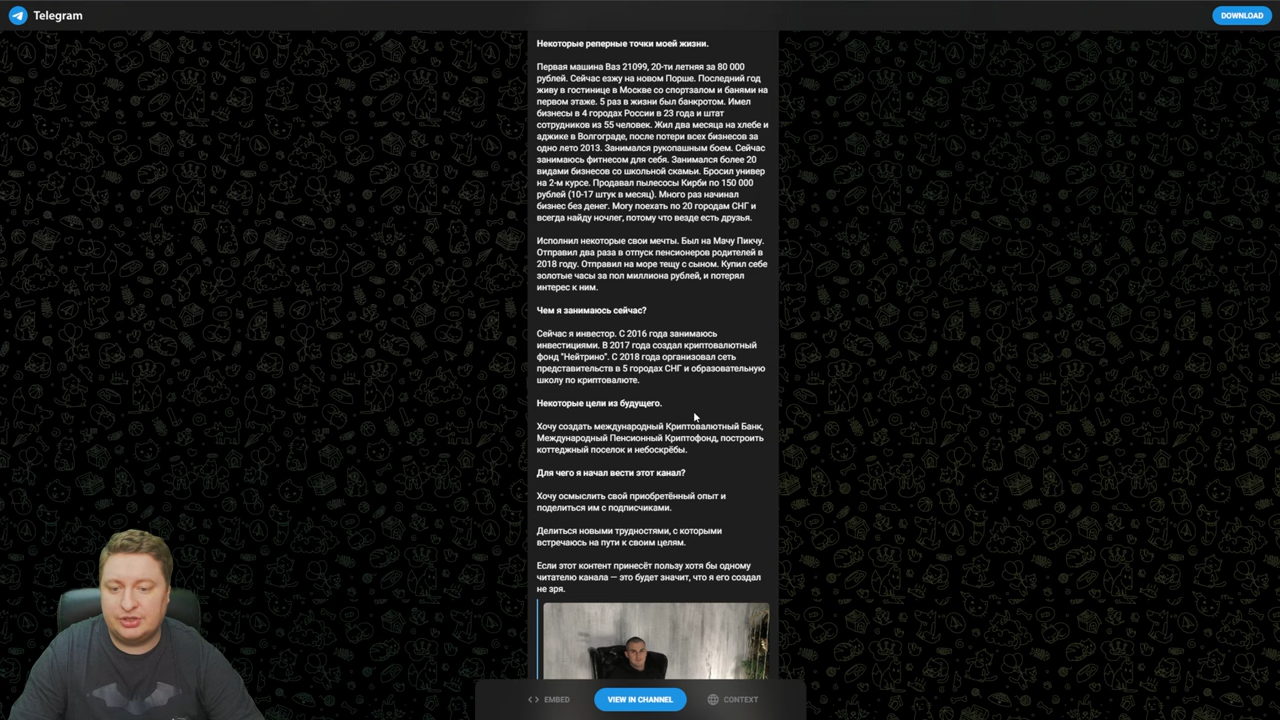 Telegram
DOWNLOAD
Некоторые реперные точки моей жизни.
Первая машина Ваз 21099, 20-ти летняя за 80 000
рублей. Сейчас езжу на новом Порше. Последний год
живу в гостинице в Москве со спортзалом и банями на
первом этаже. 5 раз в жизни был банкротом. Имел
бизнесы в 4 городах России в 23 года и штат
сотрудников из 55 человек. Жил два месяца на хлебе и
аджике в Волгограде, после потери всех бизнесов за
одно лето 2013. Занимался рукопашным боем. Сейчас
занимаюсь фитнесом для себя. Занимался более 20
видами бизнесов со школьной скамьи. Бросил универ
на 2-м курсе. Продавал пылесосы Кирби по 150 000
рублей (10-17 штук в месяц). Много раз начинал
бизнес без денег. Могу поехать по 20 городам СНГ и
всегда найду ночлег, потому что везде есть друзья.
Исполнил некоторые свои мечты. Был на Мачу Пикчу.
Отправил два раза в отпуск пенсионеров родителей в
2018 году. Отправил на море тещу с сыном. Купил себе
золотые часы за пол миллиона рублей, и потерял
интерес к ним.
Чем я занимаюсь сейчас?
Сейчас я инвестор. С 2016 года занимаюсь
инвестициями. В 2017 года создал криптовалютный
фонд "Нейтрино". С 2018 года организовал сеть
представительств в 5 городах СНГ и образовательную
школу по криптовалюте.
Некоторые цели из будущего.
Хочу создать международный Криптовалютный Банк,
Международный Пенсионный Криптофонд, построить
коттеджный поселок и небоскрёбы.
Для чего я начал вести этот канал?
Хочу осмыслить свой приобретённый опыт и
поделиться им с подписчиками.
Делиться новыми трудностями, с которыми
встречаюсь на пути к своим целям.
Если этот контент принесёт пользу хотя бы одному
читателю канала — это будет значит, что я его создал
не зря.
EMBED
VIEW IN CHANNEL
CONTEXT